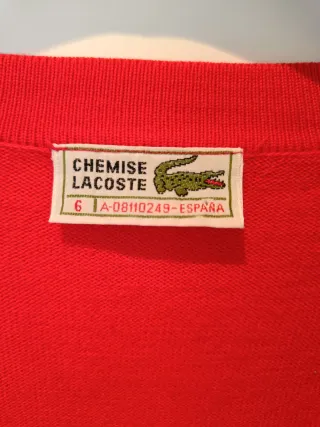 CHEMISE
LACOSTE
6 A-08110249-ESPAÑA